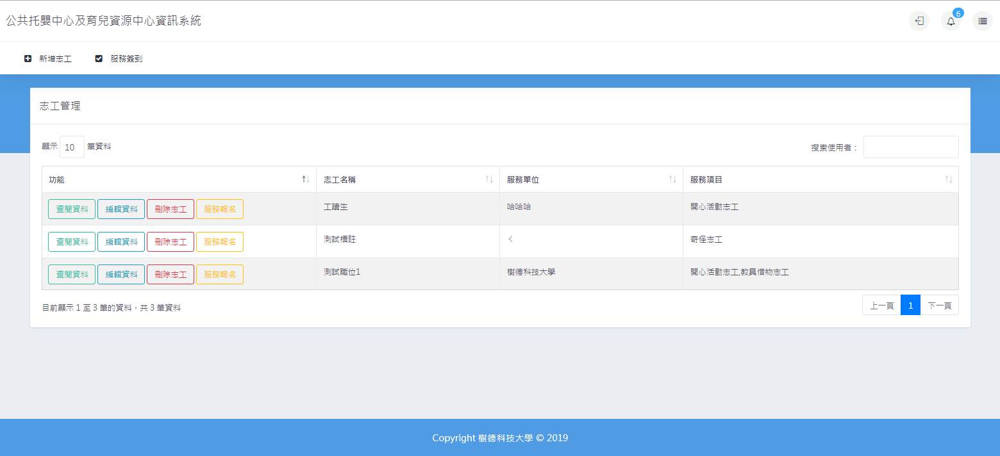 公共托嬰中心及育兒資源中心資訊系統
6
新增志工 服務簽到
志工管理
顯示 10 筆資料 搜索使用者：
功能 志工名稱 服務單位 服務項目
查閱資料 編輯資料 刪除志工 服務報名 工讀生 哈哈哈 開心活動志工
查閱資料 編輯資料 刪除志工 服務報名 測試標註 ㄑ 奇怪志工
查閱資料 編輯資料 刪除志工 服務報名 測試職位1 樹德科技大學 開心活動志工,教具借物志工
目前顯示 1 至 3 筆的資料，共 3 筆資料 上一頁 1 下一頁
Copyright 樹德科技大學 © 2019